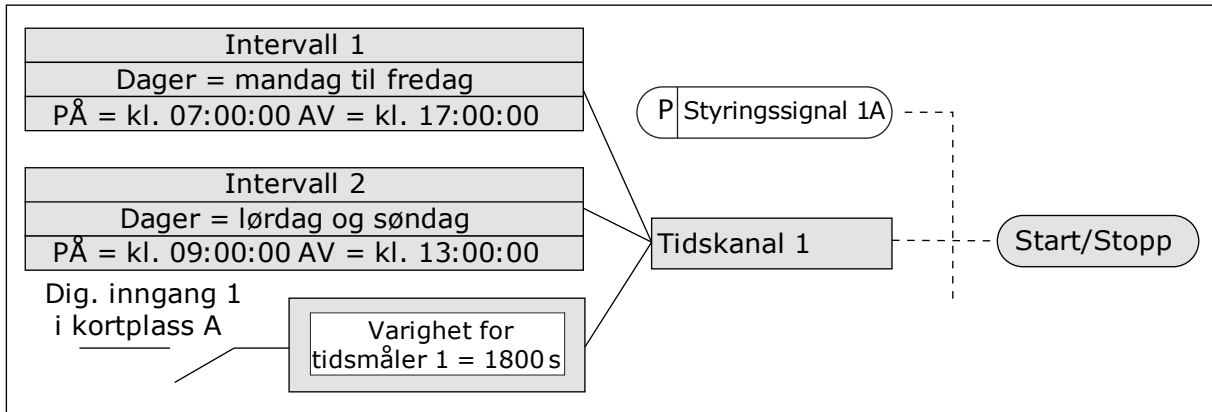 Intervall 1
Dager = mandag til fredag
PÅ = kl. 07:00:00 AV = kl. 17:00:00
P Styringssignal 1A
Intervall 2
Dager = lørdag og søndag
PÅ = kl. 09:00:00 AV = kl. 13:00:00
Tidskanal 1
Start/Stopp
Dig. inngang 1
i kortplass A
Varighet for
tidsmåler 1 = 1800 s